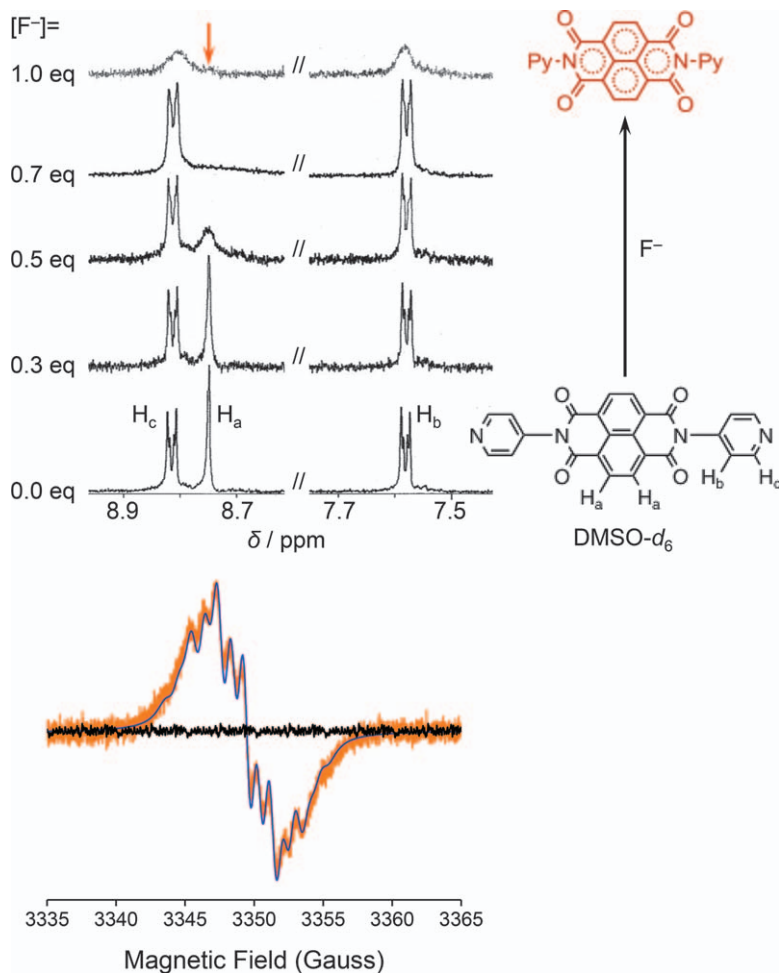 [F⁻]=
1.0 eq
//
//
0.7 eq
//
0.5 eq
//
0.3 eq
//
0.0 eq
Hc
Ha
Hb
8.9
8.7
7.7
7.5
δ / ppm
O
O
Py-N
N-Py
O
O
F⁻
O
O
N
N
N
N
O
O
Ha
Ha
Hb
Hc
DMSO-d₆
3335
3340
3345
3350
3355
3360
3365
Magnetic Field (Gauss)